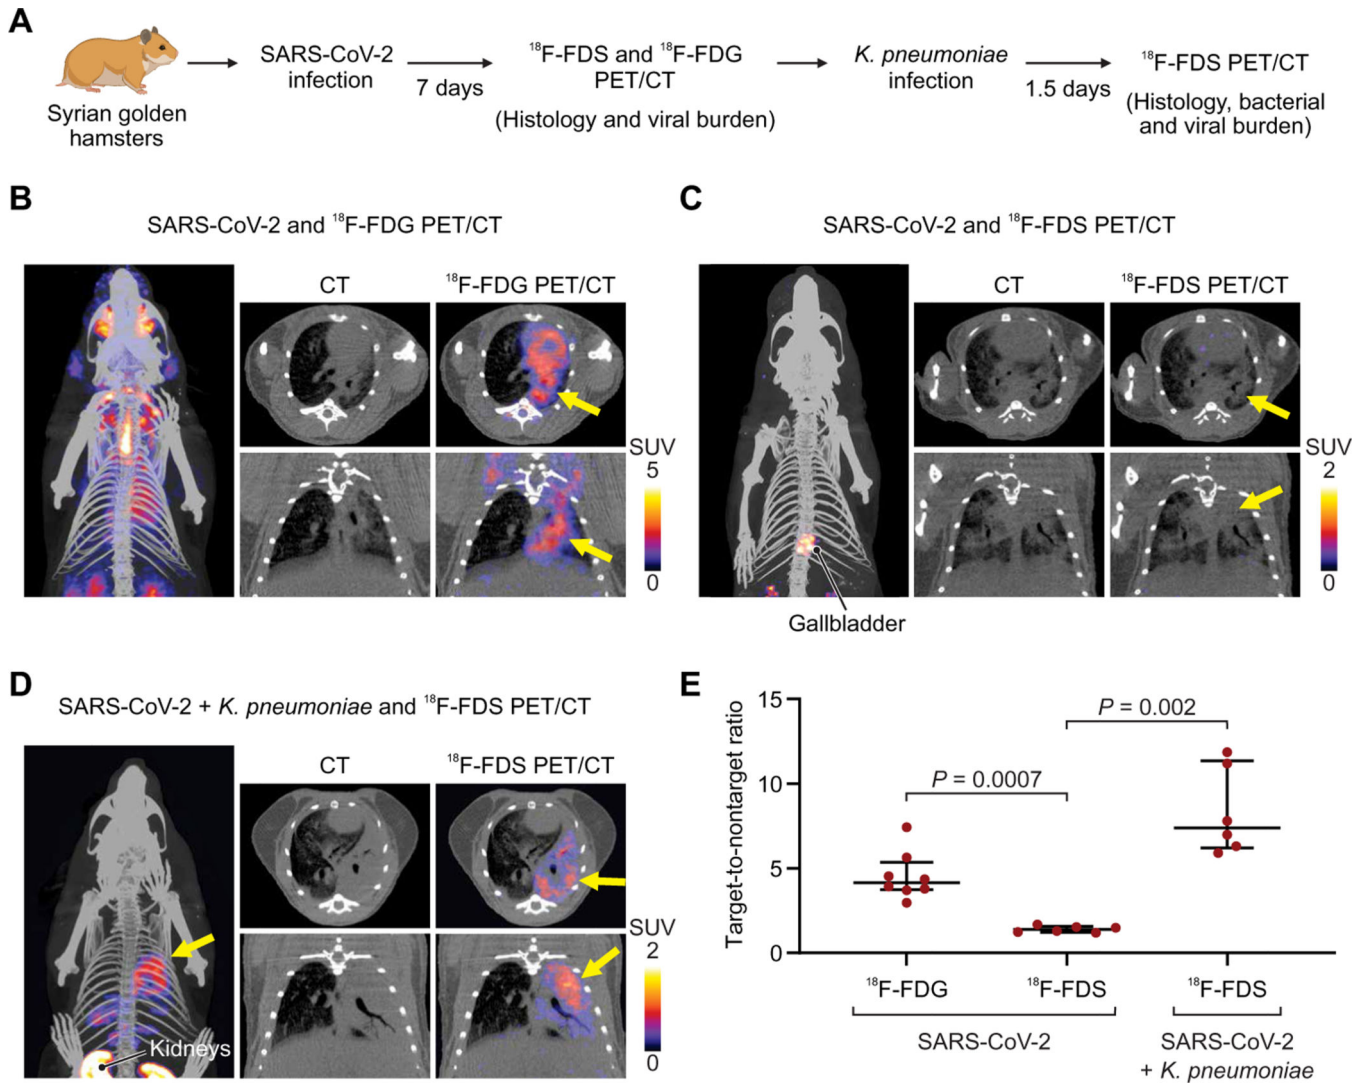 A
Syrian golden
hamsters
SARS-CoV-2
infection
7 days
¹⁸F-FDS and ¹⁸F-FDG
PET/CT
(Histology and viral burden)
K. pneumoniae
infection
1.5 days
¹⁸F-FDS PET/CT
(Histology, bacterial
and viral burden)
B
SARS-CoV-2 and ¹⁸F-FDG PET/CT
CT
¹⁸F-FDG PET/CT
SUV
5
0
C
SARS-CoV-2 and ¹⁸F-FDS PET/CT
CT
¹⁸F-FDS PET/CT
SUV
2
0
Gallbladder
D
SARS-CoV-2 + K. pneumoniae and ¹⁸F-FDS PET/CT
CT
¹⁸F-FDS PET/CT
SUV
2
0
Kidneys
E
Target-to-nontarget ratio
15
10
5
0
P = 0.0007
P = 0.002
¹⁸F-FDG
¹⁸F-FDS
¹⁸F-FDS
SARS-CoV-2
SARS-CoV-2
+ K. pneumoniae